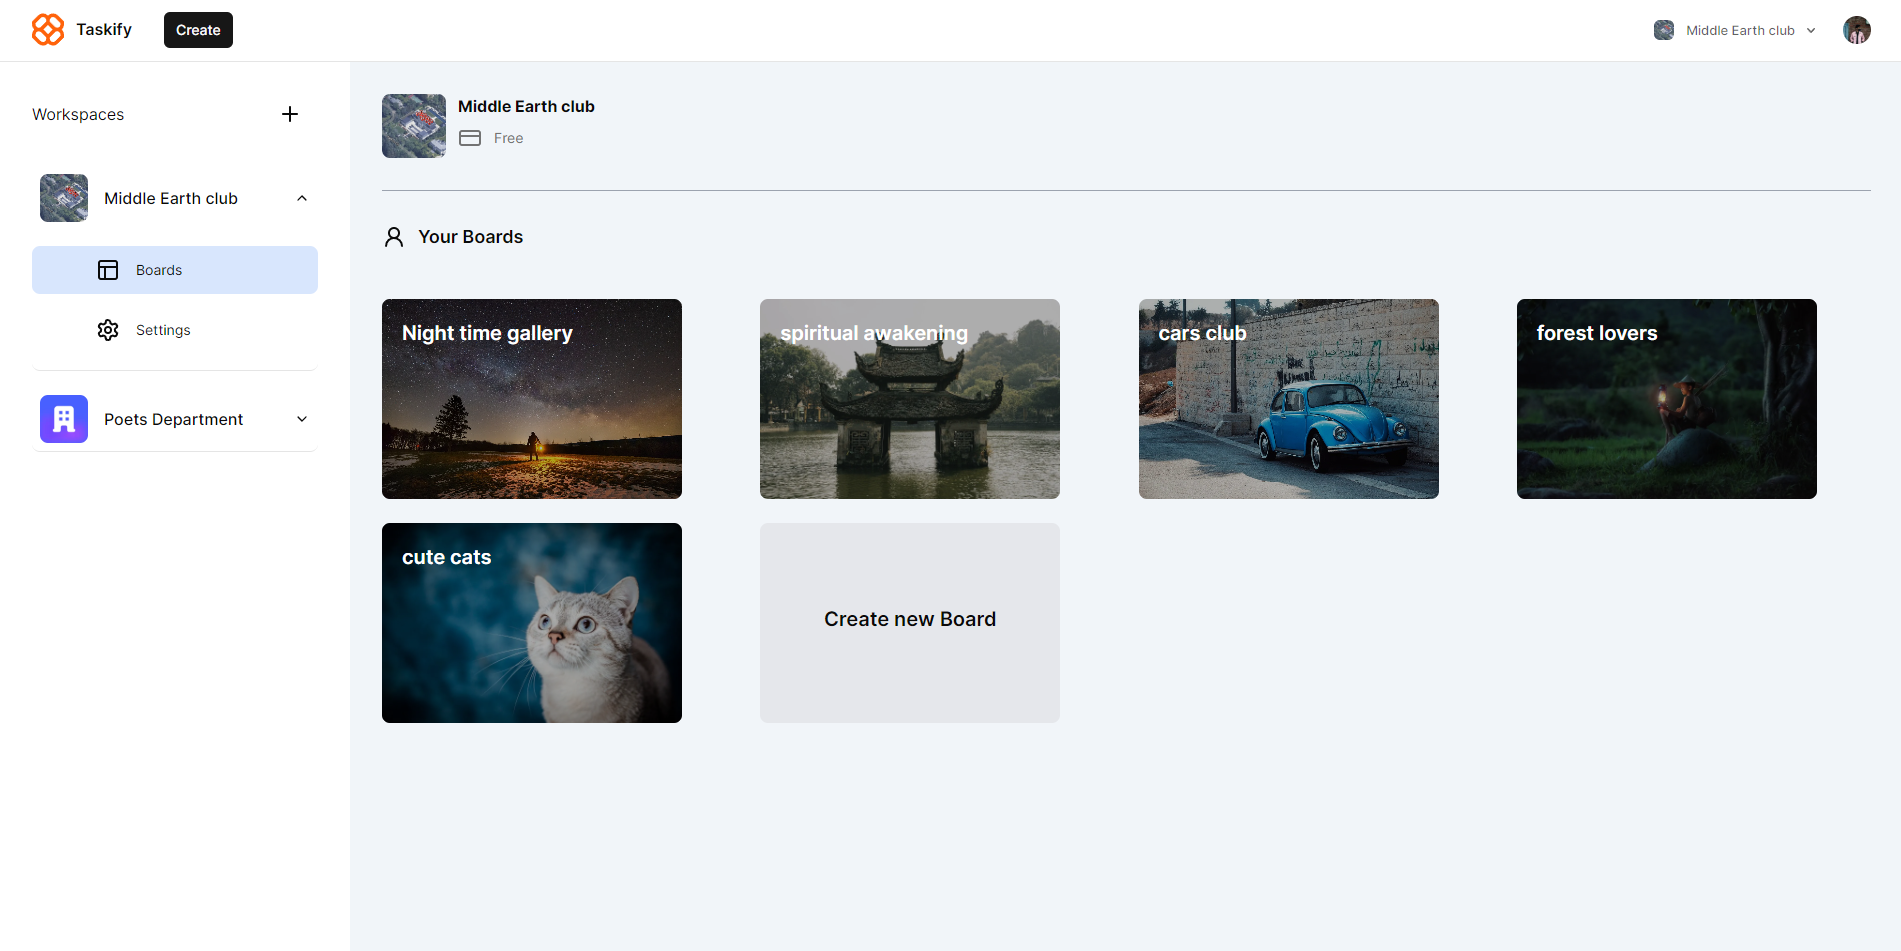 Taskify
Create
Middle Earth club
Workspaces
Middle Earth club
Boards
Settings
Poets Department
Middle Earth club
Free
Your Boards
Night time gallery
spiritual awakening
cars club
forest lovers
cute cats
Create new Board